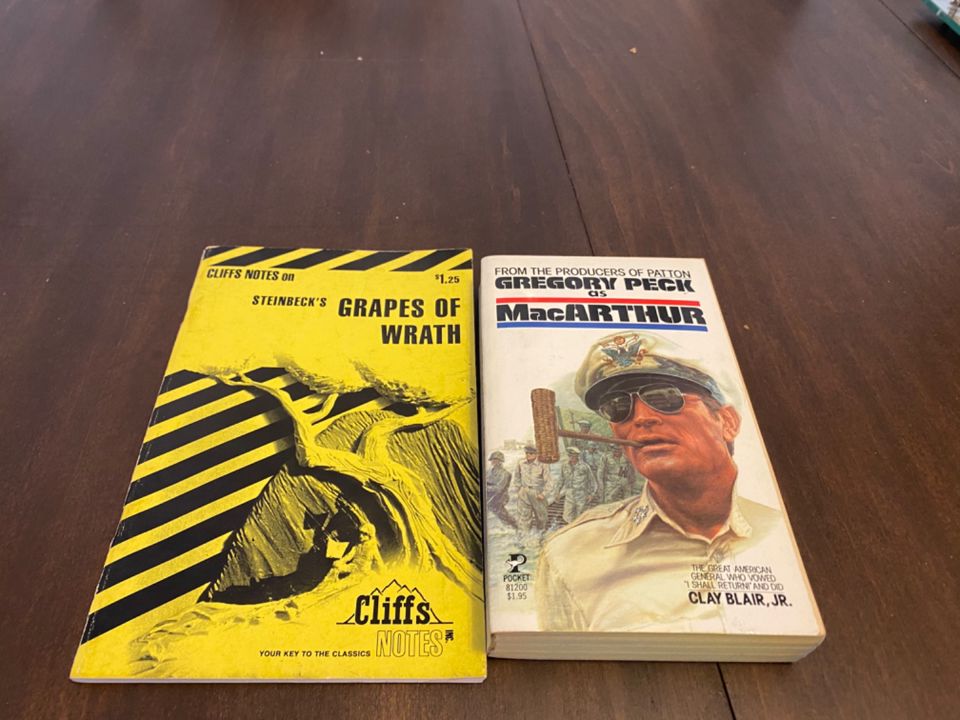 CLIFFS NOTES on
$1.25
STEINBECK'S GRAPES OF
WRATH
Cliffs
NOTES INC.
YOUR KEY TO THE CLASSICS
FROM THE PRODUCERS OF PATTON
GREGORY PECK
as
MacARTHUR
POCKET
81200
$1.95
THE GREAT AMERICAN
GENERAL WHO VOWED
"I SHALL RETURN!" AND DID
CLAY BLAIR, JR.